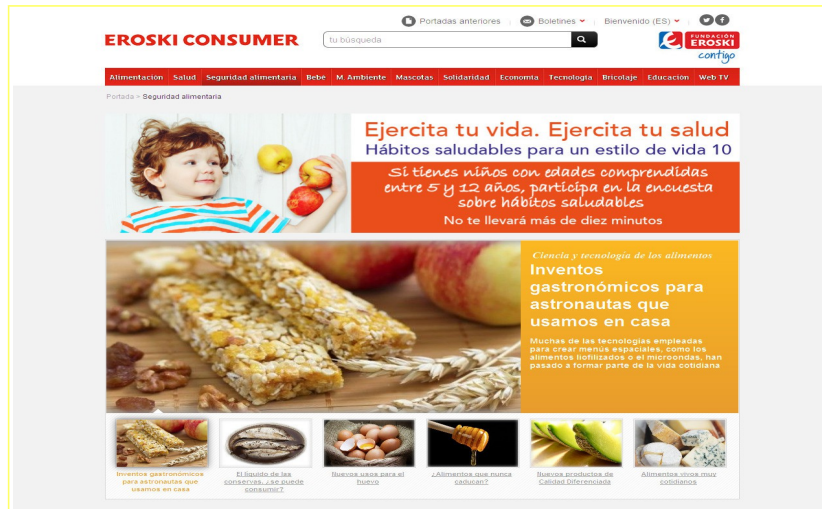 Portadas anteriores
Boletines
Bienvenido (ES)
EROSKI CONSUMER
tu búsqueda
FUNDACIÓN
EROSKI
contigo
Alimentación Salud Seguridad alimentaria Bebé M. Ambiente Mascotas Solidaridad Economía Tecnología Bricolaje Educación Web TV
Portada > Seguridad alimentaria
Ejercita tu vida. Ejercita tu salud
Hábitos saludables para un estilo de vida 10
Si tienes niños con edades comprendidas
entre 5 y 12 años, participa en la encuesta
sobre hábitos saludables
No te llevará más de diez minutos
Ciencia y tecnología de los alimentos
Inventos
gastronómicos para
astronautas que
usamos en casa
Muchas de las tecnologías empleadas
para crear menús espaciales, como los
alimentos liofilizados o el microondas, han
pasado a formar parte de la vida cotidiana
Inventos gastronómicos
para astronautas que
usamos en casa
El líquido de las
conservas, ¿se puede
consumir?
Nuevos usos para el
huevo
¿Alimentos que nunca
caducan?
Nuevos productos de
Calidad Diferenciada
Alimentos vivos muy
cotidianos